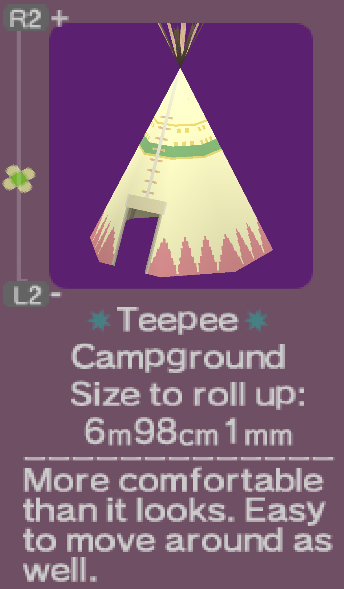 R2 +
L2 -
Teepee
Campground
Size to roll up:
6m98cm1mm
More comfortable
than it looks. Easy
to move around as
well.